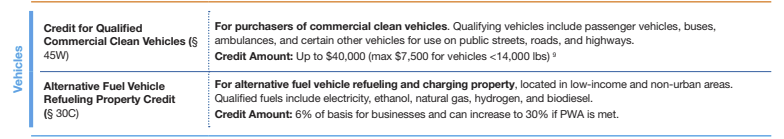 Vehicles
Credit for Qualified
Commercial Clean Vehicles (§
45W)
For purchasers of commercial clean vehicles. Qualifying vehicles include passenger vehicles, buses,
ambulances, and certain other vehicles for use on public streets, roads, and highways.
Credit Amount: Up to $40,000 (max $7,500 for vehicles <14,000 lbs) ⁹
Alternative Fuel Vehicle
Refueling Property Credit
(§ 30C)
For alternative fuel vehicle refueling and charging property, located in low-income and non-urban areas.
Qualified fuels include electricity, ethanol, natural gas, hydrogen, and biodiesel.
Credit Amount: 6% of basis for businesses and can increase to 30% if PWA is met.